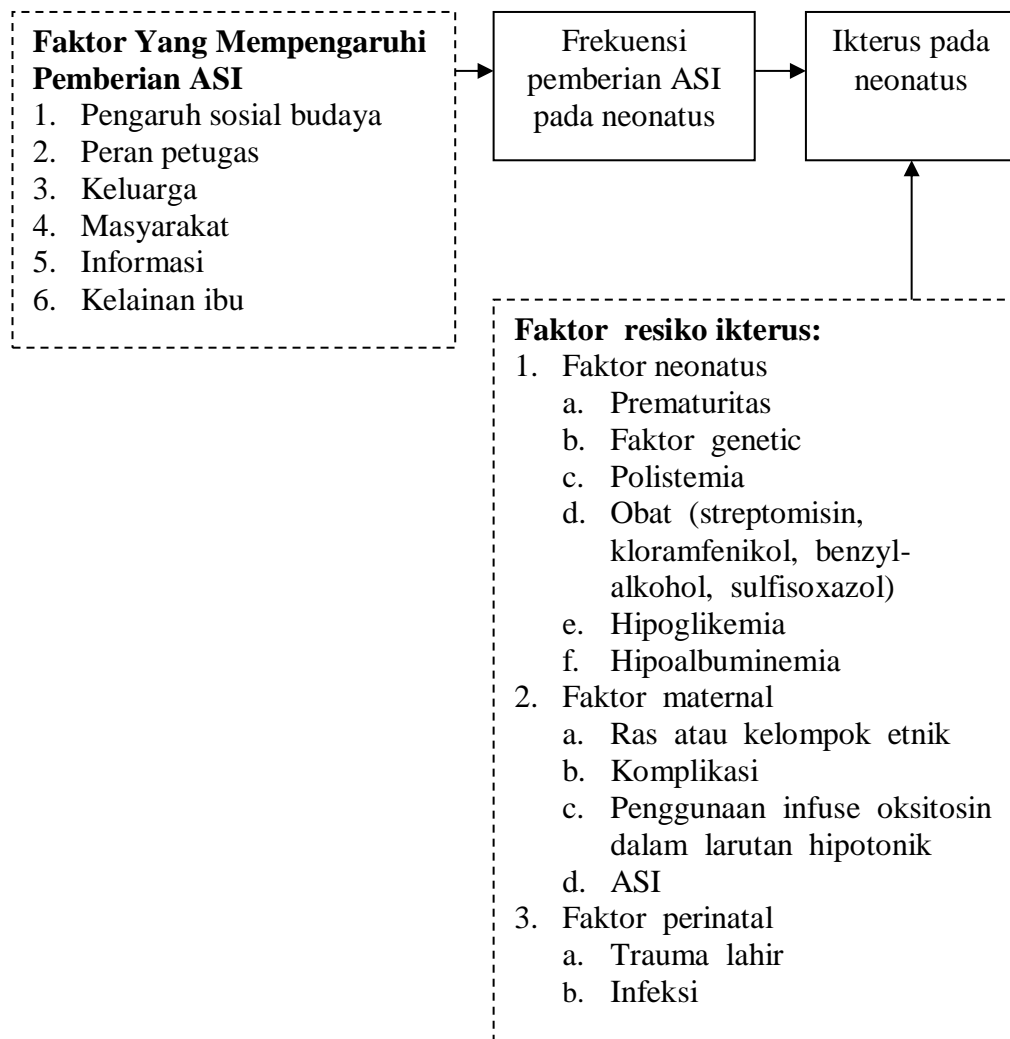 Faktor Yang Mempengaruhi
Pemberian ASI
1. Pengaruh sosial budaya
2. Peran petugas
3. Keluarga
4. Masyarakat
5. Informasi
6. Kelainan ibu
Frekuensi
pemberian ASI
pada neonatus
Ikterus pada
neonatus
Faktor resiko ikterus:
1. Faktor neonatus
a. Prematuritas
b. Faktor genetic
c. Polistemia
d. Obat (streptomisin,
kloramfenikol, benzyl-
alkohol, sulfisoxazol)
e. Hipoglikemia
f. Hipoalbuminemia
2. Faktor maternal
a. Ras atau kelompok etnik
b. Komplikasi
c. Penggunaan infuse oksitosin
dalam larutan hipotonik
d. ASI
3. Faktor perinatal
a. Trauma lahir
b. Infeksi